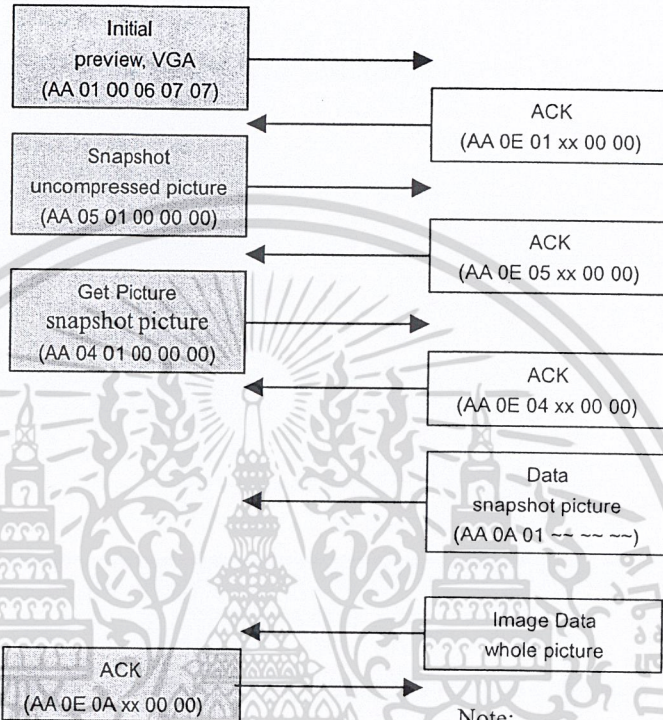 Initial
preview, VGA
(AA 01 00 06 07 07)
ACK
(AA 0E 01 xx 00 00)
Snapshot
uncompressed picture
(AA 05 01 00 00 00)
ACK
(AA 0E 05 xx 00 00)
Get Picture
snapshot picture
(AA 04 01 00 00 00)
ACK
(AA 0E 04 xx 00 00)
Data
snapshot picture
(AA 0A 01 ~~ ~~ ~~)
Image Data
whole picture
ACK
(AA 0E 0A xx 00 00)
Note: